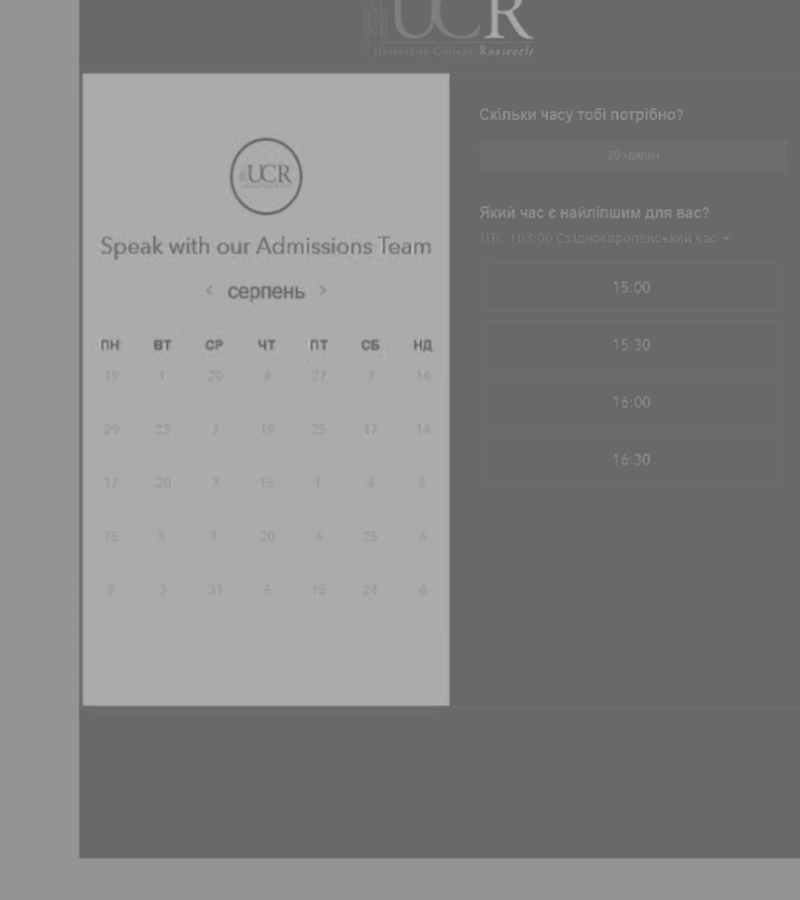 UCR
University College Roosevelt
UCR
Speak with our Admissions Team
< серпень >
ПН ВТ СР ЧТ ПТ СБ НД
19 1 20 4 27 7 14
29 23 7 19 25 17 14
17 20 7 15 1 4 2
15 5 1 20 6 25 6
2 3 31 6 15 24 6
Скільки часу тобі потрібно?
30 хвилин
Який час є найліпшим для вас?
UTC +03:00 Східноєвропейський час
15:00
15:30
16:00
16:30